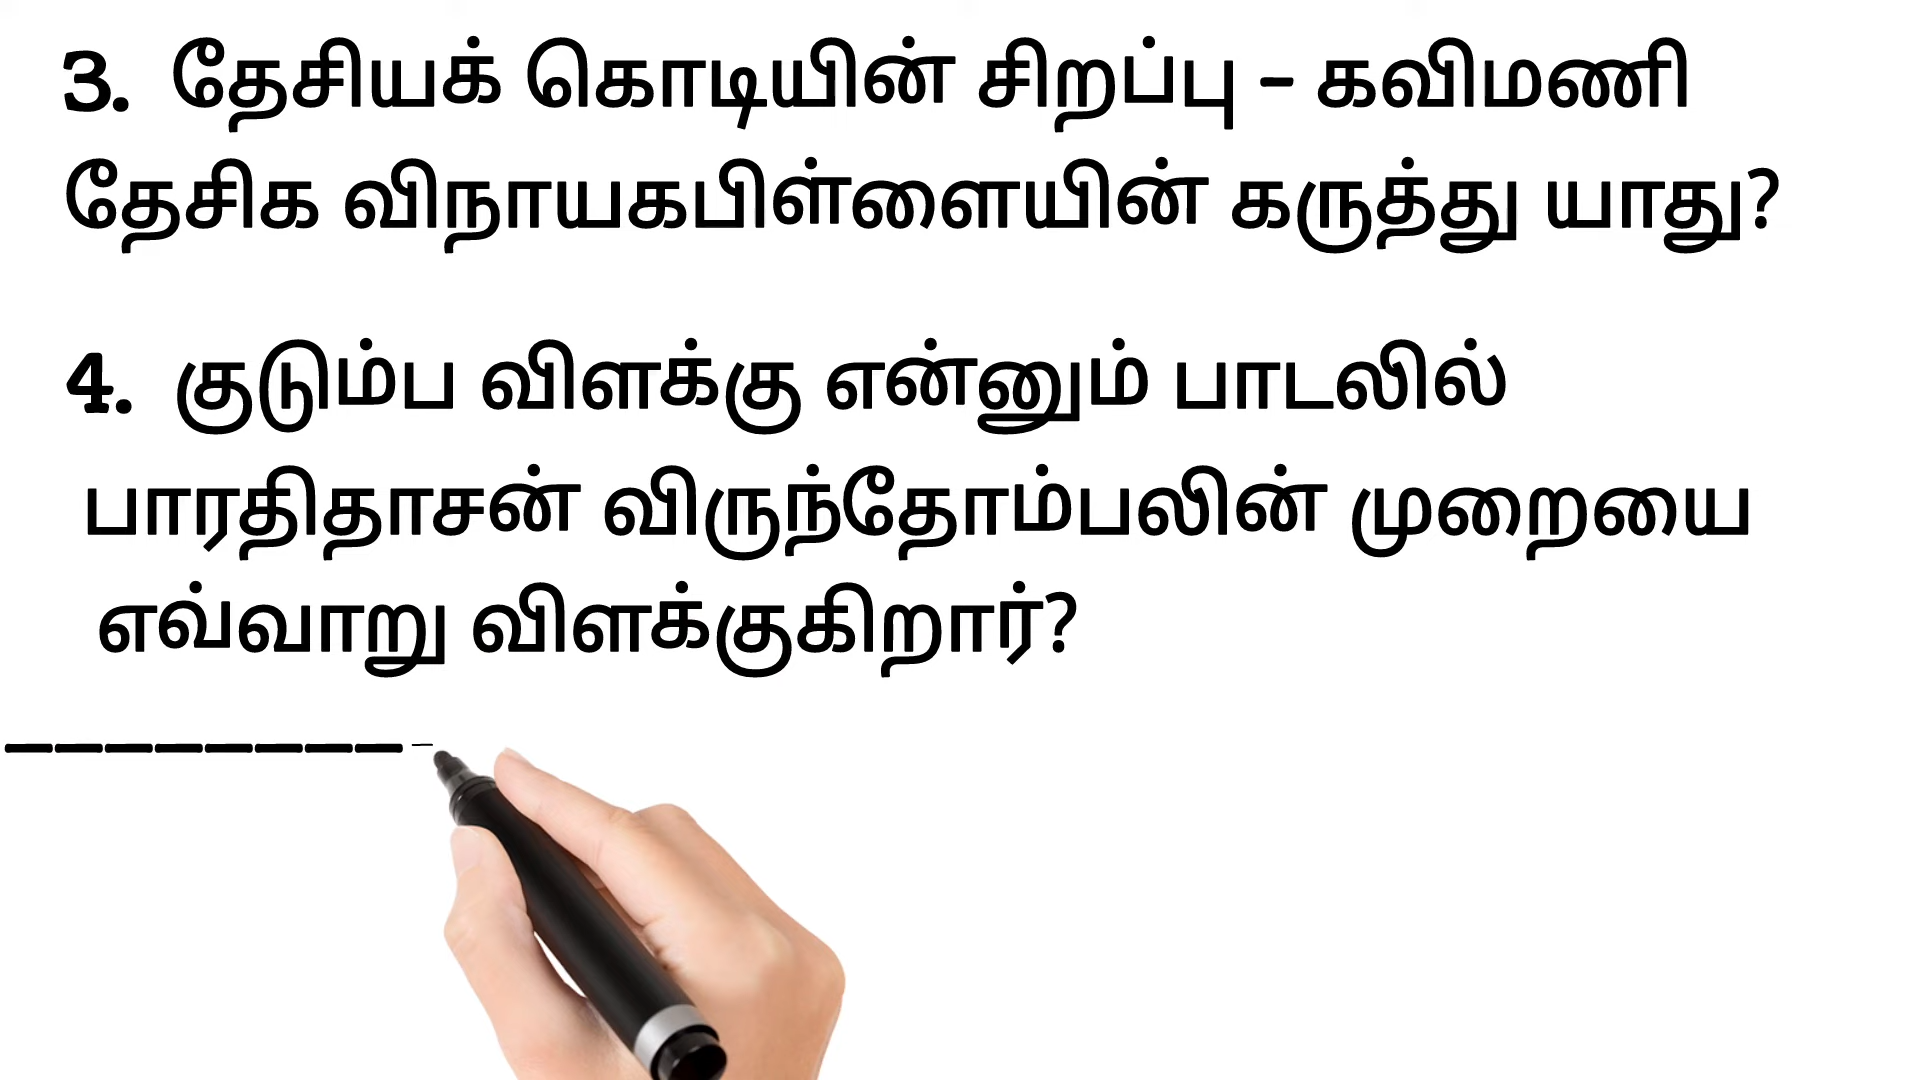 3. தேசியக் கொடியின் சிறப்பு - கவிமணி
தேசிக விநாயகபிள்ளையின் கருத்து யாது?
4. குடும்ப விளக்கு என்னும் பாடலில்
பாரதிதாசன் விருந்தோம்பலின் முறையை
எவ்வாறு விளக்குகிறார்?